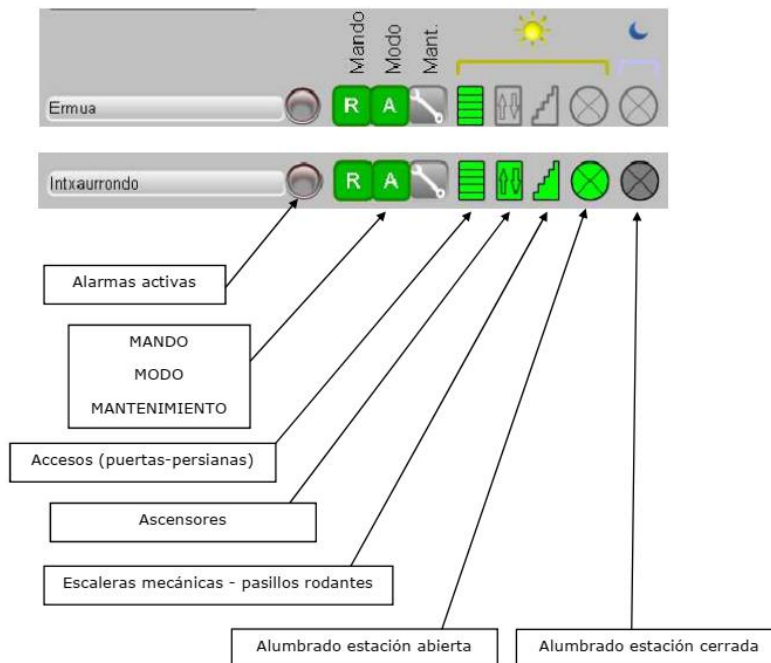 Mando
Modo
Mant.
Ermua
R
A
Intxaurrondo
R
A
Alarmas activas
MANDO
MODO
MANTENIMIENTO
Accesos (puertas-persianas)
Ascensores
Escaleras mecánicas - pasillos rodantes
Alumbrado estación abierta
Alumbrado estación cerrada